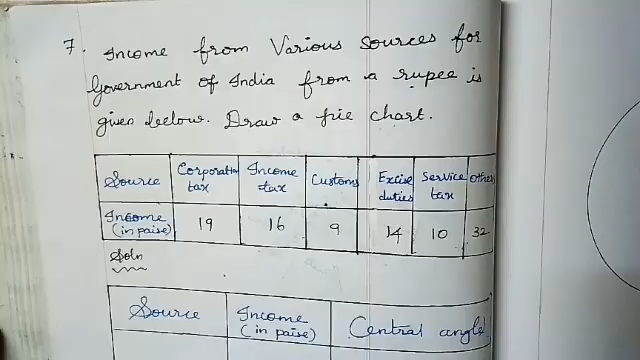 7. Income from Various Sources for
Government of India from a rupee is
given below. Draw a pie chart.
Source Corporation tax Income tax Customs Excise duties Service tax Others
Income (in paise) 19 16 9 14 10 32
Soln
Source Income (in paise) Central angle